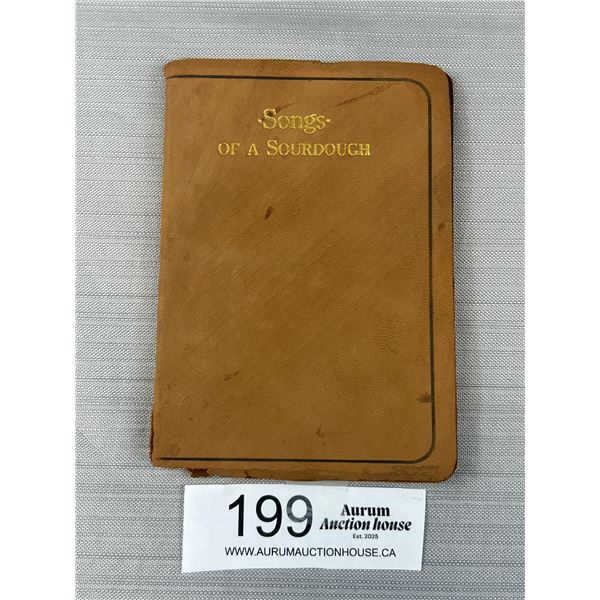 ·Songs·
OF A SOURDOUGH
199
Aurum
Auction house
Est. 2025
WWW.AURUMAUCTIONHOUSE.CA